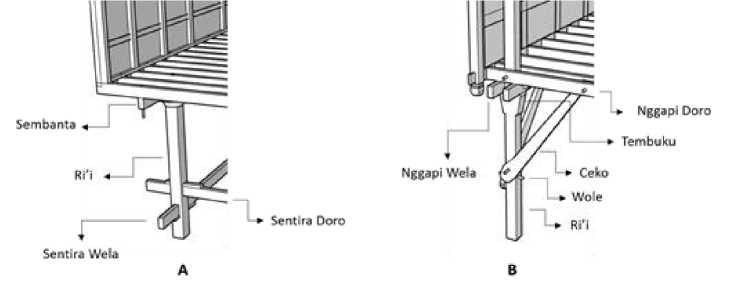 Sembanta
Ri'i
Sentira Doro
Sentira Wela
A
Nggapi Doro
Tembuku
Nggapi Wela
Ceko
Wole
Ri'i
B